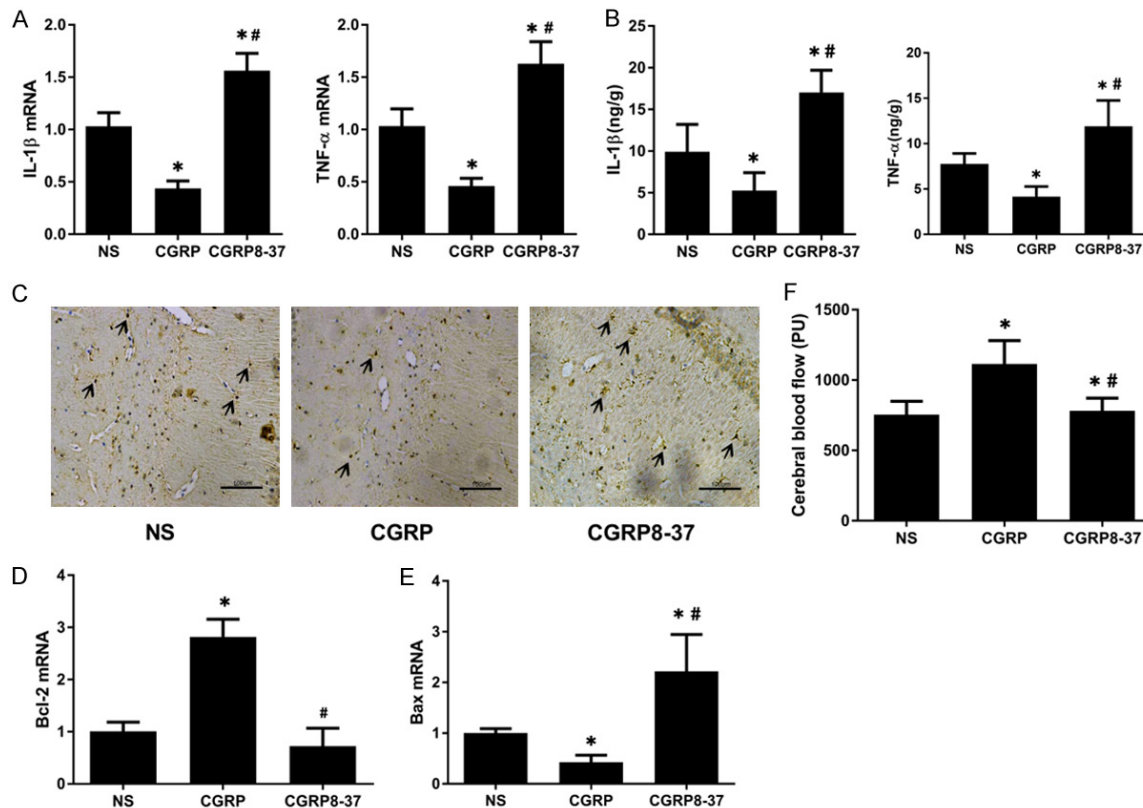 A
IL-1β mRNA
2.0
1.5
1.0
0.5
0.0
*
* #
NS CGRP CGRP8-37
TNF-α mRNA
2.0
1.5
1.0
0.5
0.0
*
* #
NS CGRP CGRP8-37
B
IL-1β(ng/g)
25
20
15
10
5
0
*
* #
NS CGRP CGRP8-37
TNF-α(ng/g)
20
15
10
5
0
*
* #
NS CGRP CGRP8-37
C
100μm
NS CGRP CGRP8-37
F
Cerebral blood flow (PU)
1500
1000
500
0
*
* #
NS CGRP CGRP8-37
D
Bcl-2 mRNA
4
3
2
1
0
*
#
NS CGRP CGRP8-37
E
Bax mRNA
4
3
2
1
0
*
* #
NS CGRP CGRP8-37